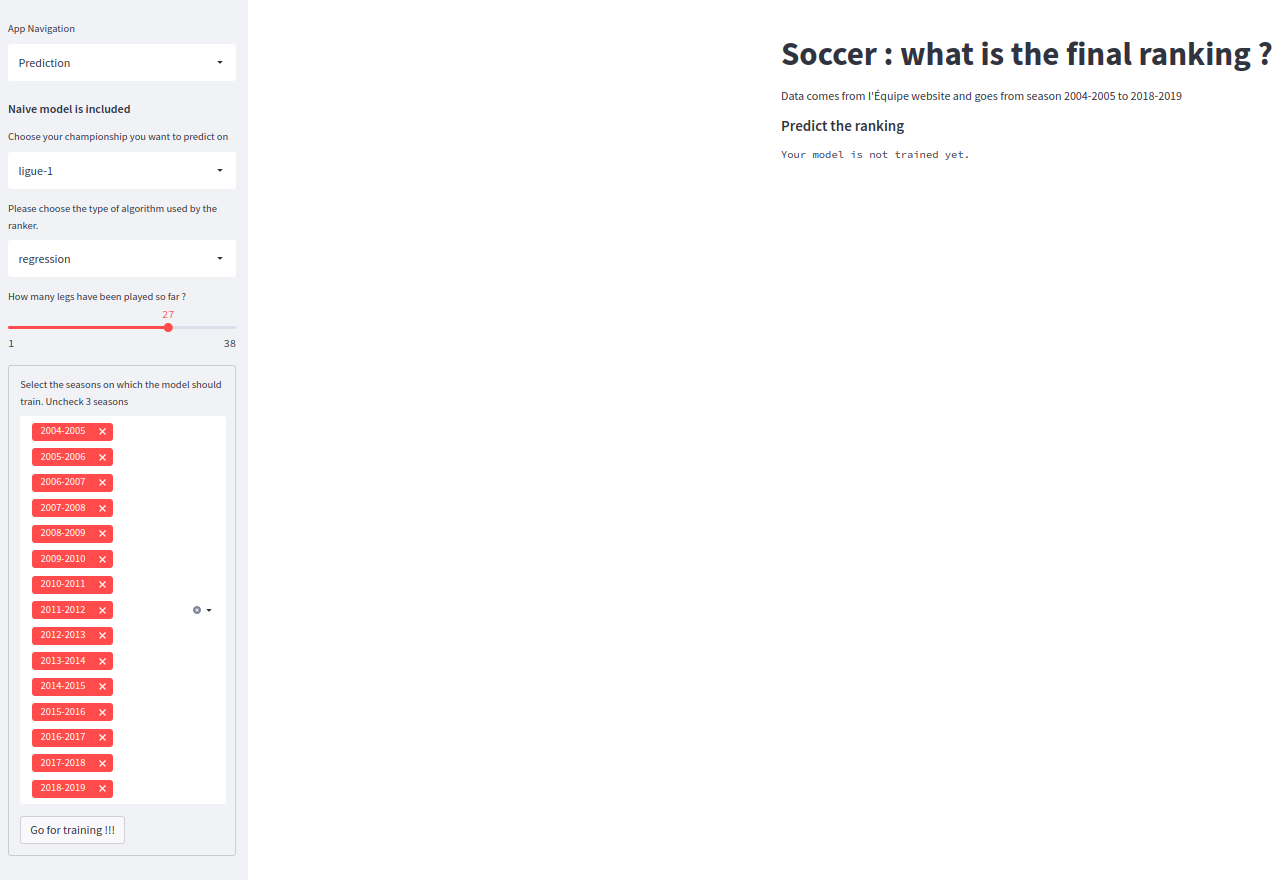 App Navigation
Prediction
Naive model is included
Choose your championship you want to predict on
ligue-1
Please choose the type of algorithm used by the
ranker.
regression
How many legs have been played so far ?
27
1 38
Select the seasons on which the model should
train. Uncheck 3 seasons
2004-2005
2005-2006
2006-2007
2007-2008
2008-2009
2009-2010
2010-2011
2011-2012
2012-2013
2013-2014
2014-2015
2015-2016
2016-2017
2017-2018
2018-2019
Go for training !!!
Soccer : what is the final ranking ?
Data comes from l'Équipe website and goes from season 2004-2005 to 2018-2019
Predict the ranking
Your model is not trained yet.